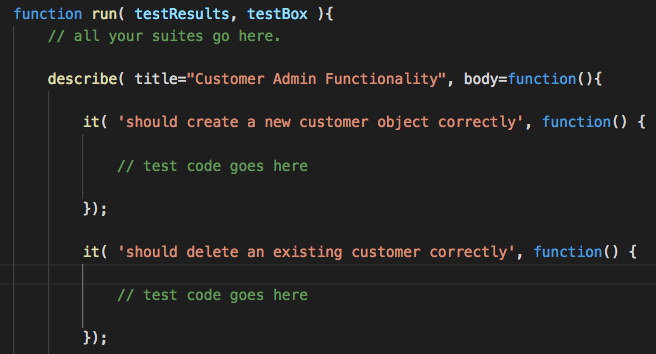 function run( testResults, testBox ){
// all your suites go here.
describe( title="Customer Admin Functionality", body=function(){
it( 'should create a new customer object correctly', function() {
// test code goes here
});
it( 'should delete an existing customer correctly', function() {
// test code goes here
});